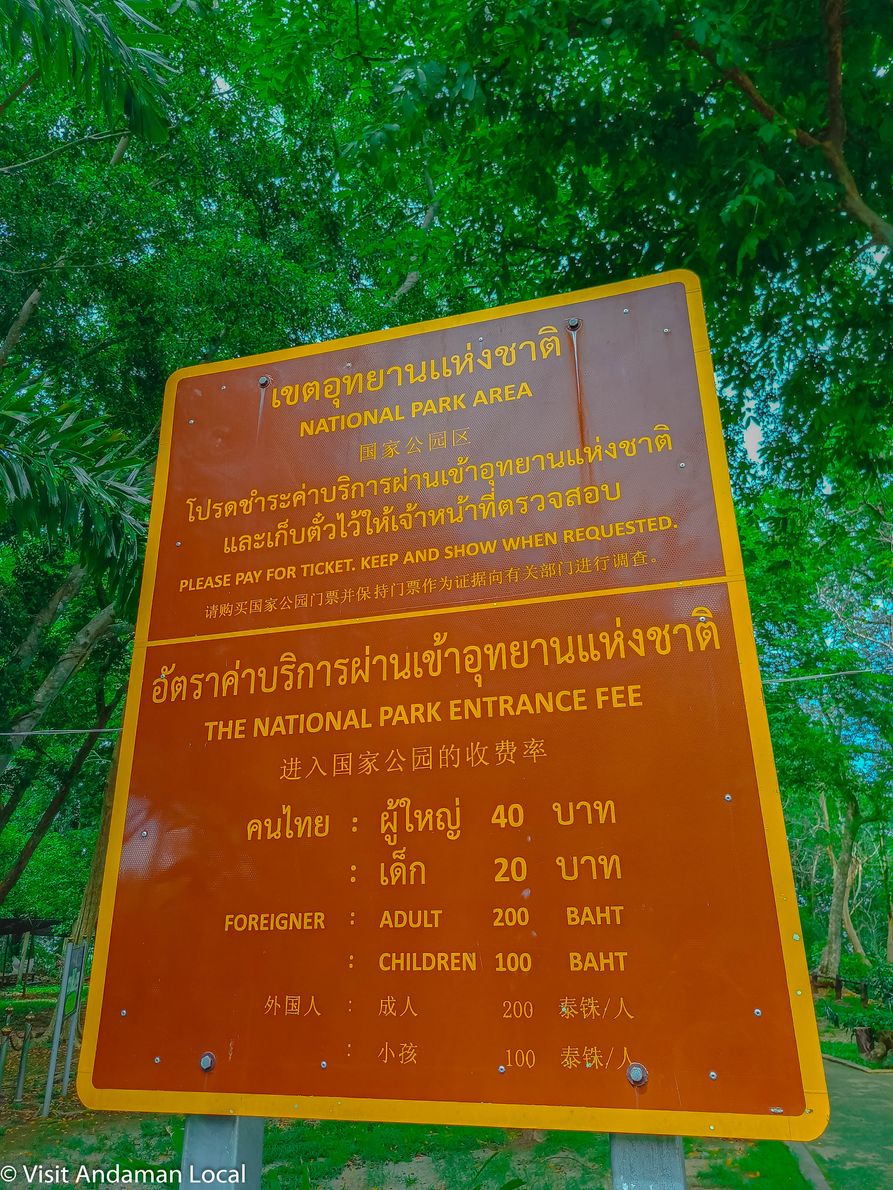 เขตอุทยานแห่งชาติ
NATIONAL PARK AREA
国家公园区
โปรดชำระค่าบริการผ่านเข้าอุทยานแห่งชาติ
และเก็บตั๋วไว้ให้เจ้าหน้าที่ตรวจสอบ
PLEASE PAY FOR TICKET. KEEP AND SHOW WHEN REQUESTED.
请购买国家公园门票并保持门票作为证据向有关部门进行调查。
อัตราค่าบริการผ่านเข้าอุทยานแห่งชาติ
THE NATIONAL PARK ENTRANCE FEE
进入国家公园的收费率
คนไทย : ผู้ใหญ่ 40 บาท
: เด็ก 20 บาท
FOREIGNER : ADULT 200 BAHT
: CHILDREN 100 BAHT
外国人 : 成人 200 泰铢/人
: 小孩 100 泰铢/人
© Visit Andaman Local